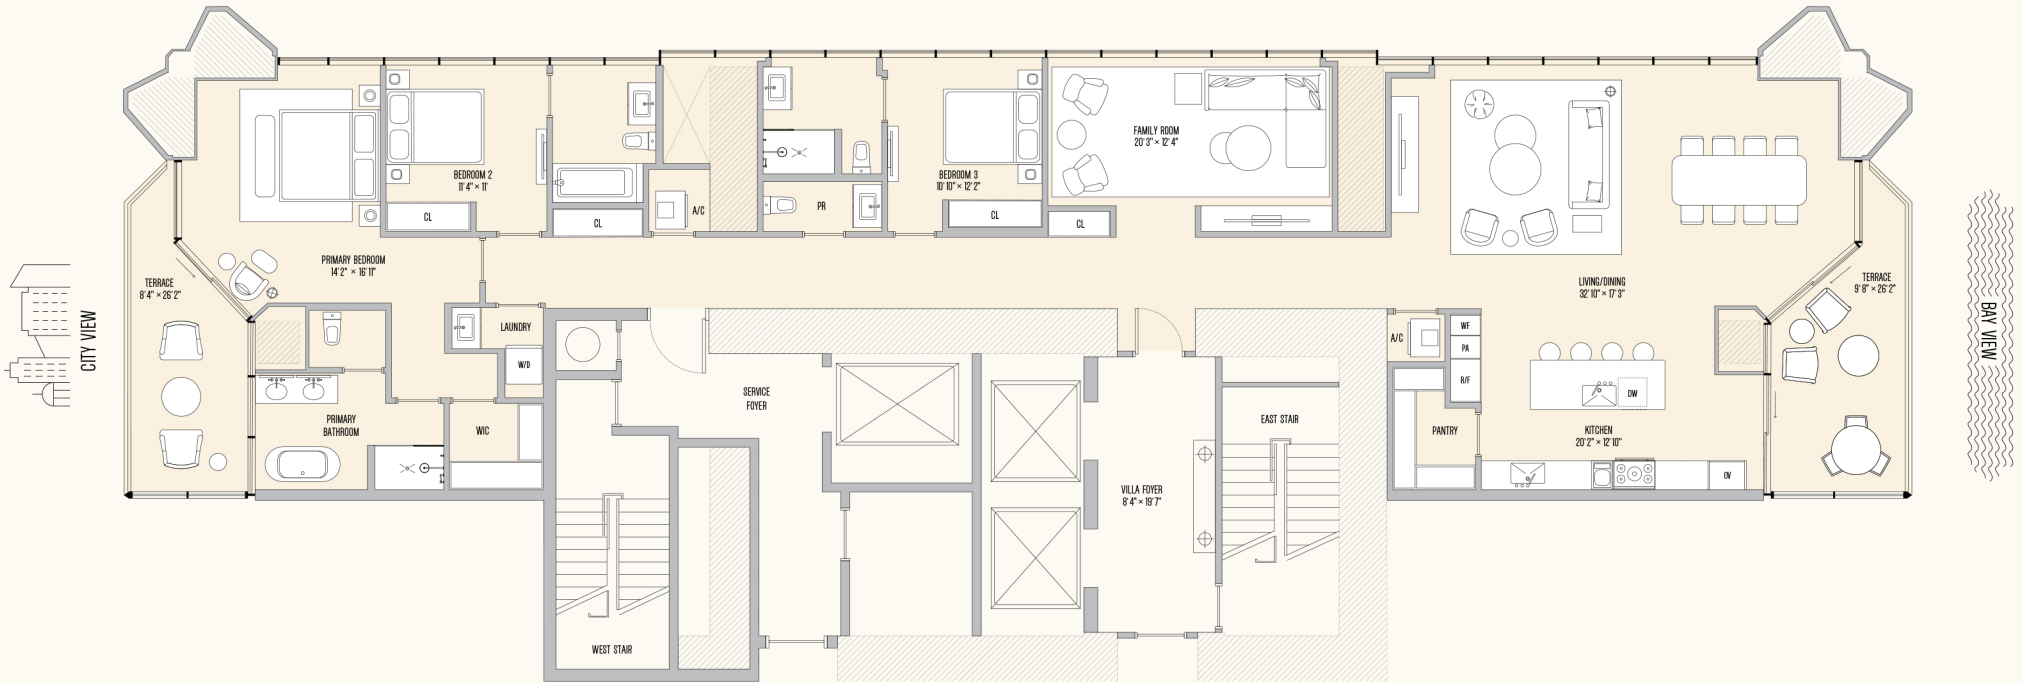 CITY VIEW
TERRACE
8' 4" × 26' 2"
PRIMARY BEDROOM
14' 2" × 16' 11"
BEDROOM 2
11' 4" × 11'
CL
CL
A/C
PR
BEDROOM 3
10' 10" × 12' 2"
CL
CL
FAMILY ROOM
20' 3" × 12' 4"
LIVING/DINING
32' 10" × 17' 3"
TERRACE
9' 8" × 26' 2"
BAY VIEW
LAUNDRY
W/D
PRIMARY
BATHROOM
WIC
SERVICE
FOYER
WEST STAIR
VILLA FOYER
8' 4" × 19' 7"
EAST STAIR
A/C
WF
PA
R/F
PANTRY
DW
KITCHEN
20' 2" × 12' 10"
OV